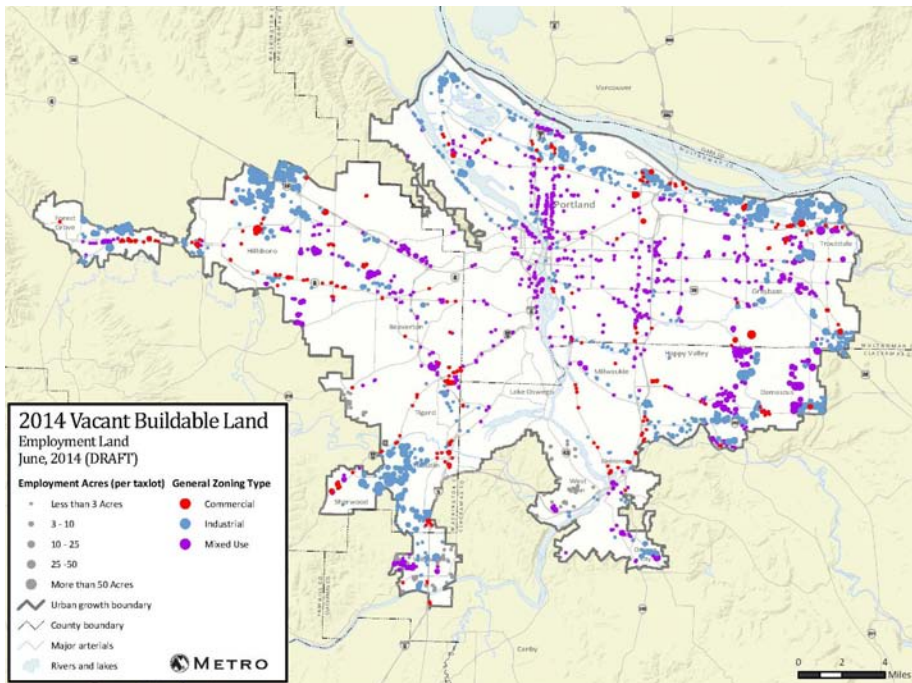 Vancouver
Portland
Forest
Grove
Hillsboro
Troutdale
Gresham
Beaverton
Happy Valley
Milwaukie
Damascus
Lake Oswego
Tigard
Sherwood
West
Canby
2014 Vacant Buildable Land
Employment Land
June, 2014 (DRAFT)
Employment Acres (per taxlot)
Less than 3 Acres
3 - 10
10 - 25
25 -50
More than 50 Acres
Urban growth boundary
County boundary
Major arterials
Rivers and lakes
General Zoning Type
Commercial
Industrial
Mixed Use
METRO
0 2 4
Miles